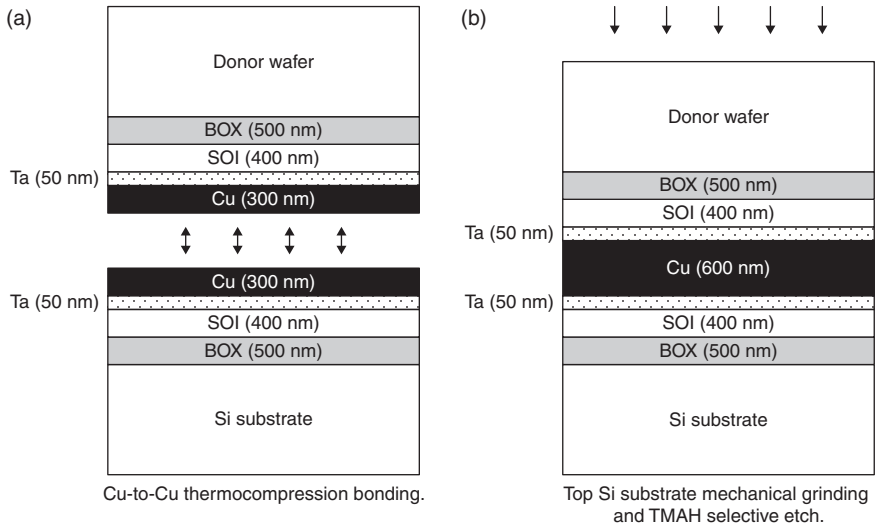 (a)
Donor wafer
BOX (500 nm)
SOI (400 nm)
Ta (50 nm)
Cu (300 nm)
Cu (300 nm)
Ta (50 nm)
SOI (400 nm)
BOX (500 nm)
Si substrate
Cu-to-Cu thermocompression bonding.
(b)
Donor wafer
BOX (500 nm)
SOI (400 nm)
Ta (50 nm)
Cu (600 nm)
Ta (50 nm)
SOI (400 nm)
BOX (500 nm)
Si substrate
Top Si substrate mechanical grinding
and TMAH selective etch.